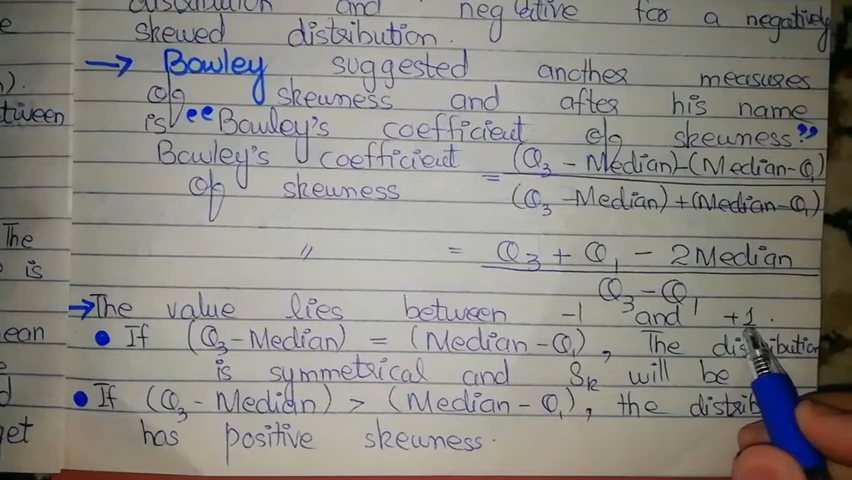 and negative for a negatively
skewed distribution.
→ Bowley suggested another measures
of skewness and after his name
is "Bowley's coefficient of skewness"
Bowley's coefficient of skewness = (Q3 - Median) - (Median - Q1) / (Q3 - Median) + (Median - Q1)
" = Q3 + Q1 - 2Median / Q3 - Q1
→ The value lies between -1 and +1.
• If (Q3 - Median) = (Median - Q1), The distribution
is symmetrical and Sk will be
• If (Q3 - Median) > (Median - Q1), the distrib
has positive skewness.
The
is